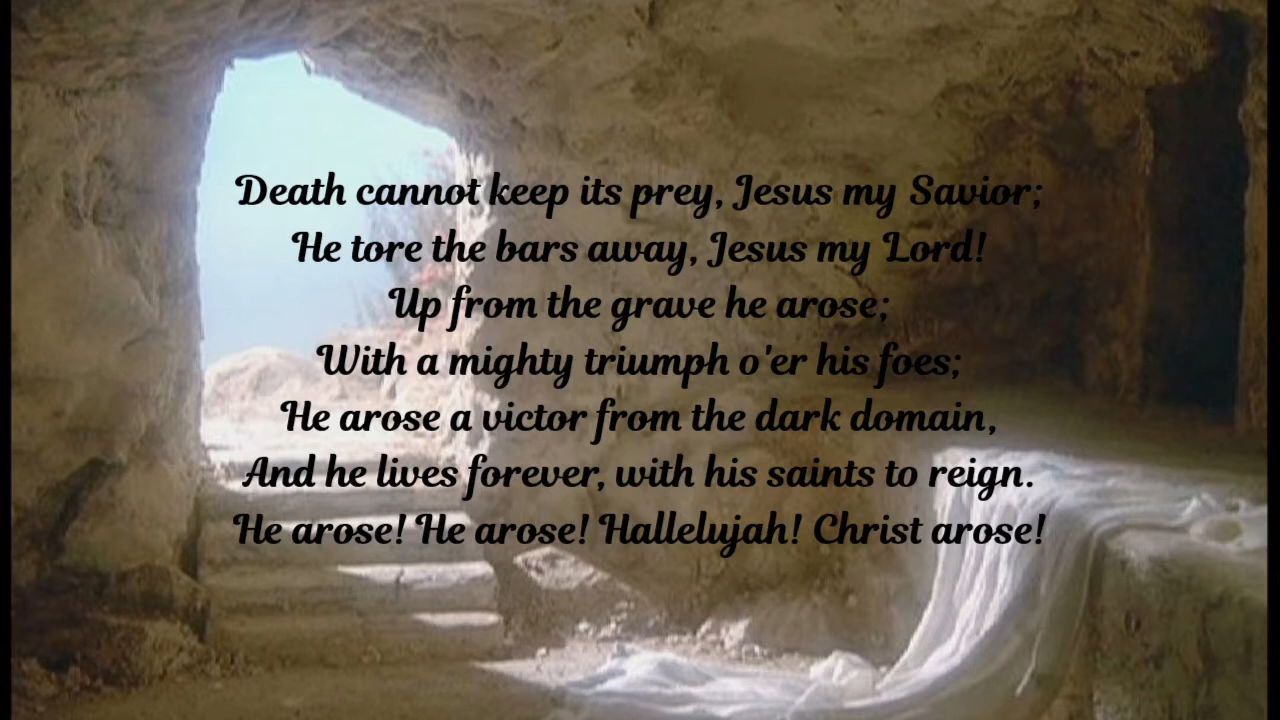 Death cannot keep its prey, Jesus my Savior;
He tore the bars away, Jesus my Lord!
Up from the grave he arose;
With a mighty triumph o'er his foes;
He arose a victor from the dark domain,
And he lives forever, with his saints to reign.
He arose! He arose! Hallelujah! Christ arose!